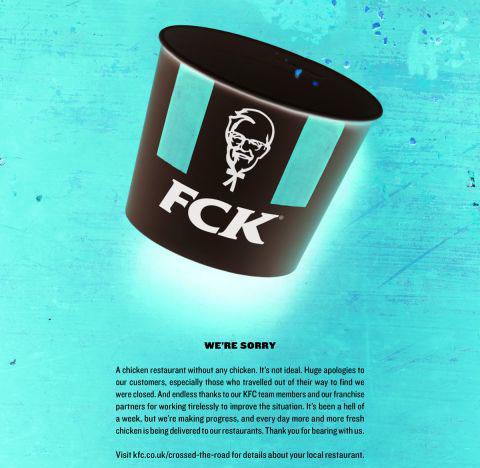 FCK
WE'RE SORRY
A chicken restaurant without any chicken. It's not ideal. Huge apologies to
our customers, especially those who travelled out of their way to find we
were closed. And endless thanks to our KFC team members and our franchise
partners for working tirelessly to improve the situation. It's been a hell of
a week, but we're making progress, and every day more and more fresh
chicken is being delivered to our restaurants. Thank you for bearing with us.
Visit kfc.co.uk/crossed-the-road for details about your local restaurant.